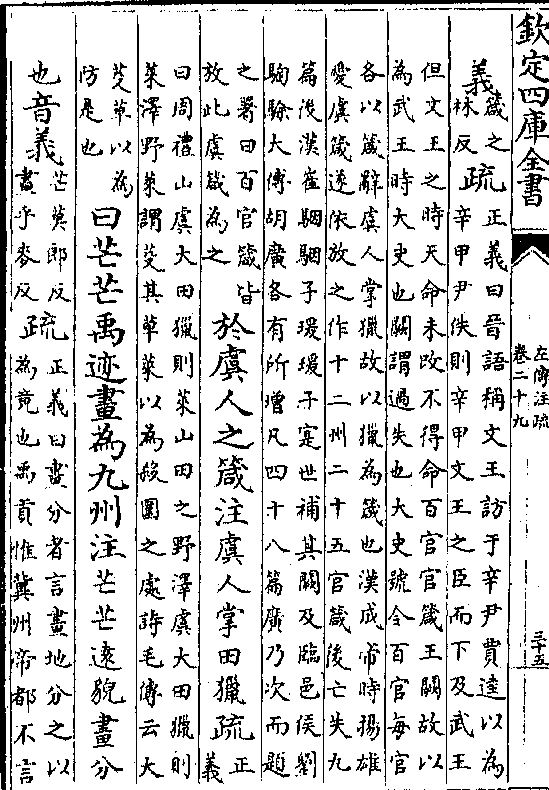 欽定四庫全書
左傳注疏
卷二十九
三十五
義
箴之
林反
疏
正義曰晉語稱文王訪于辛尹賈逵以為
辛甲尹佚則辛甲文王之臣而下及武王
但文王之時天命未改不得命百官官箴王闕故以
為武王時大史也闕謂過失也大史號令百官每官
各以箴辭虞人掌獵故以獵為箴也漢成帝時揚雄
愛虞箴遂依放之作十二州二十五官箴後亡失九
篇後漢崔駰駰子瑗瑗子寔世補其闕及臨邑侯劉
騊駼大傅胡廣各有所增凡四十八篇廣乃次而題
之署曰百官箴皆
放此虞箴為之
於虞人之箴注虞人掌田獵疏
正
義
曰周禮山虞大田獵則萊山田之野澤虞大田獵則
萊澤野萊謂芟其草萊以為殺圍之處詩毛傳云大
芟草以為
防是也
曰芒芒禹迹畫為九州注芒芒遠貌畫分
也音義
芒莫郎反
畫乎麥反
疏
正義曰畫分者言畫地分之以
為竟也禹貢惟冀州帝都不言